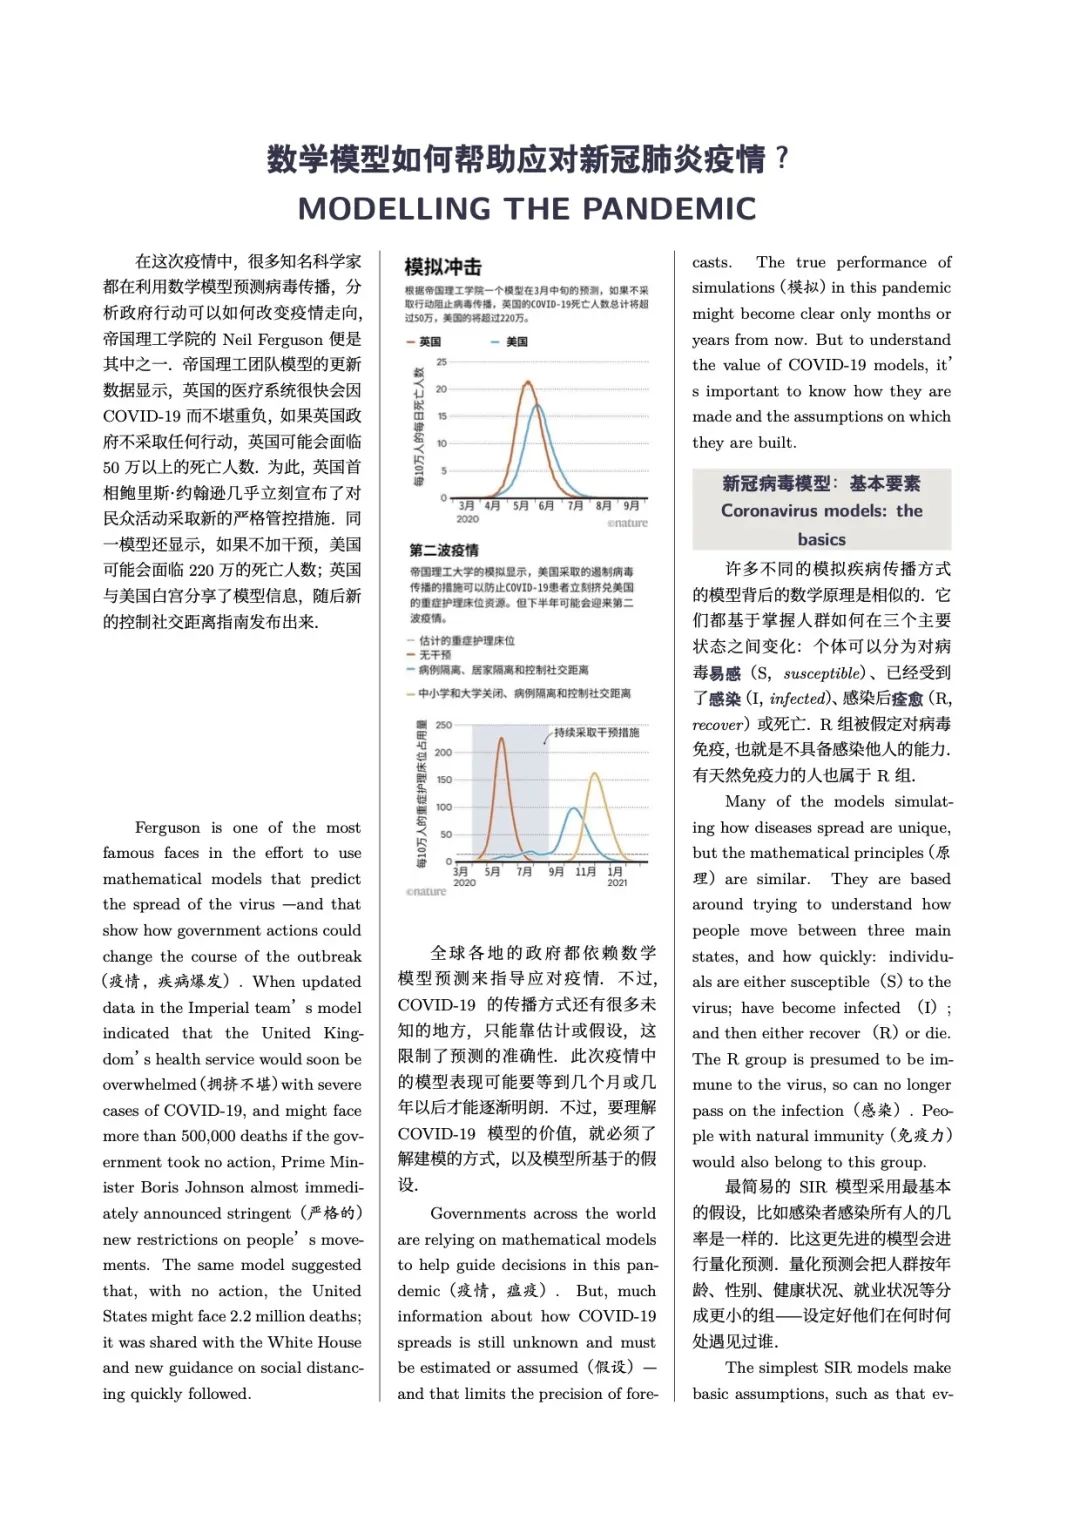 数学模型如何帮助应对新冠肺炎疫情？
MODELLING THE PANDEMIC
在这次疫情中，很多知名科学家
都在利用数学模型预测病毒传播，分
析政府行动可以如何改变疫情走向，
帝国理工学院的 Neil Ferguson 便是
其中之一．帝国理工团队模型的更新
数据显示，英国的医疗系统很快会因
COVID-19 而不堪重负，如果英国政
府不采取任何行动，英国可能会面临
50 万以上的死亡人数．为此，英国首
相鲍里斯·约翰逊几乎立刻宣布了对
民众活动采取新的严格管控措施．同
一模型还显示，如果不加干预，美国
可能会面临 220 万的死亡人数；英国
与美国白宫分享了模型信息，随后新
的控制社交距离指南发布出来．
Ferguson is one of the most
famous faces in the effort to use
mathematical models that predict
the spread of the virus —and that
show how government actions could
change the course of the outbreak
（疫情，疾病爆发）. When updated
data in the Imperial team’s model
indicated that the United King-
dom’s health service would soon be
overwhelmed（拥挤不堪）with severe
cases of COVID-19, and might face
more than 500,000 deaths if the gov-
ernment took no action, Prime Min-
ister Boris Johnson almost immedi-
ately announced stringent（严格的）
new restrictions on people’s move-
ments. The same model suggested
that, with no action, the United
States might face 2.2 million deaths;
it was shared with the White House
and new guidance on social distanc-
ing quickly followed.
模拟冲击
根据帝国理工学院一个模型在3月中旬的预测，如果不采
取行动阻止病毒传播，英国的COVID-19死亡人数总计将超
过50万，美国的将超过220万。
英国 美国
每10万人的每日死亡人数
25
20
15
10
5
0
3月 4月 5月 6月 7月 8月 9月
2020
©nature
第二波疫情
帝国理工大学的模拟显示，美国采取的遏制病毒
传播的措施可以防止COVID-19患者立刻挤兑美国
的重症护理床位资源。但下半年可能会迎来第二
波疫情。
估计的重症护理床位
无干预
病例隔离、居家隔离和控制社交距离
中小学和大学关闭、病例隔离和控制社交距离
每10万人的重症护理床位占用量
250
200
150
100
50
0
持续采取干预措施
3月 5月 7月 9月 11月 1月
2020 2021
©nature
全球各地的政府都依赖数学
模型预测来指导应对疫情．不过，
COVID-19 的传播方式还有很多未
知的地方，只能靠估计或假设，这
限制了预测的准确性．此次疫情中
的模型表现可能要等到几个月或几
年以后才能逐渐明朗．不过，要理解
COVID-19 模型的价值，就必须了
解建模的方式，以及模型所基于的假
设．
Governments across the world
are relying on mathematical models
to help guide decisions in this pan-
demic（疫情，瘟疫）. But, much
information about how COVID-19
spreads is still unknown and must
be estimated or assumed（假设）—
and that limits the precision of fore-
casts. The true performance of
simulations（模拟）in this pandemic
might become clear only months or
years from now. But to understand
the value of COVID-19 models, it’
s important to know how they are
made and the assumptions on which
they are built.
新冠病毒模型：基本要素
Coronavirus models: the
basics
许多不同的模拟疾病传播方式
的模型背后的数学原理是相似的．它
们都基于掌握人群如何在三个主要
状态之间变化：个体可以分为对病
毒易感（S, susceptible）、已经受到
了感染（I, infected）、感染后痊愈（R,
recover）或死亡．R 组被假定对病毒
免疫，也就是不具备感染他人的能力．
有天然免疫力的人也属于 R 组．
Many of the models simulat-
ing how diseases spread are unique,
but the mathematical principles（原
理）are similar. They are based
around trying to understand how
people move between three main
states, and how quickly: individu-
als are either susceptible（S）to the
virus; have become infected （I）;
and then either recover （R）or die.
The R group is presumed to be im-
mune to the virus, so can no longer
pass on the infection（感染）. Peo-
ple with natural immunity（免疫力）
would also belong to this group.
最简易的 SIR 模型采用最基本
的假设，比如感染者感染所有人的几
率是一样的．比这更先进的模型会进
行量化预测．量化预测会把人群按年
龄、性别、健康状况、就业状况等分
成更小的组——设定好他们在何时何
处遇见过谁．
The simplest SIR models make
basic assumptions, such as that ev-